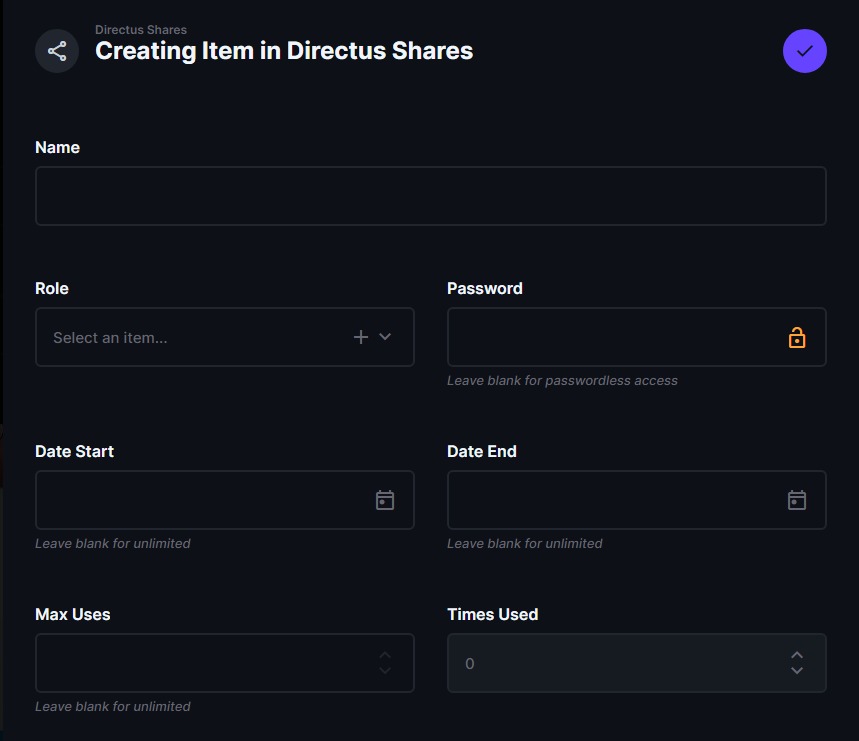 Directus Shares
Creating Item in Directus Shares
Name
Role
Password
Select an item...
Leave blank for passwordless access
Date Start
Date End
Leave blank for unlimited
Leave blank for unlimited
Max Uses
Times Used
0
Leave blank for unlimited